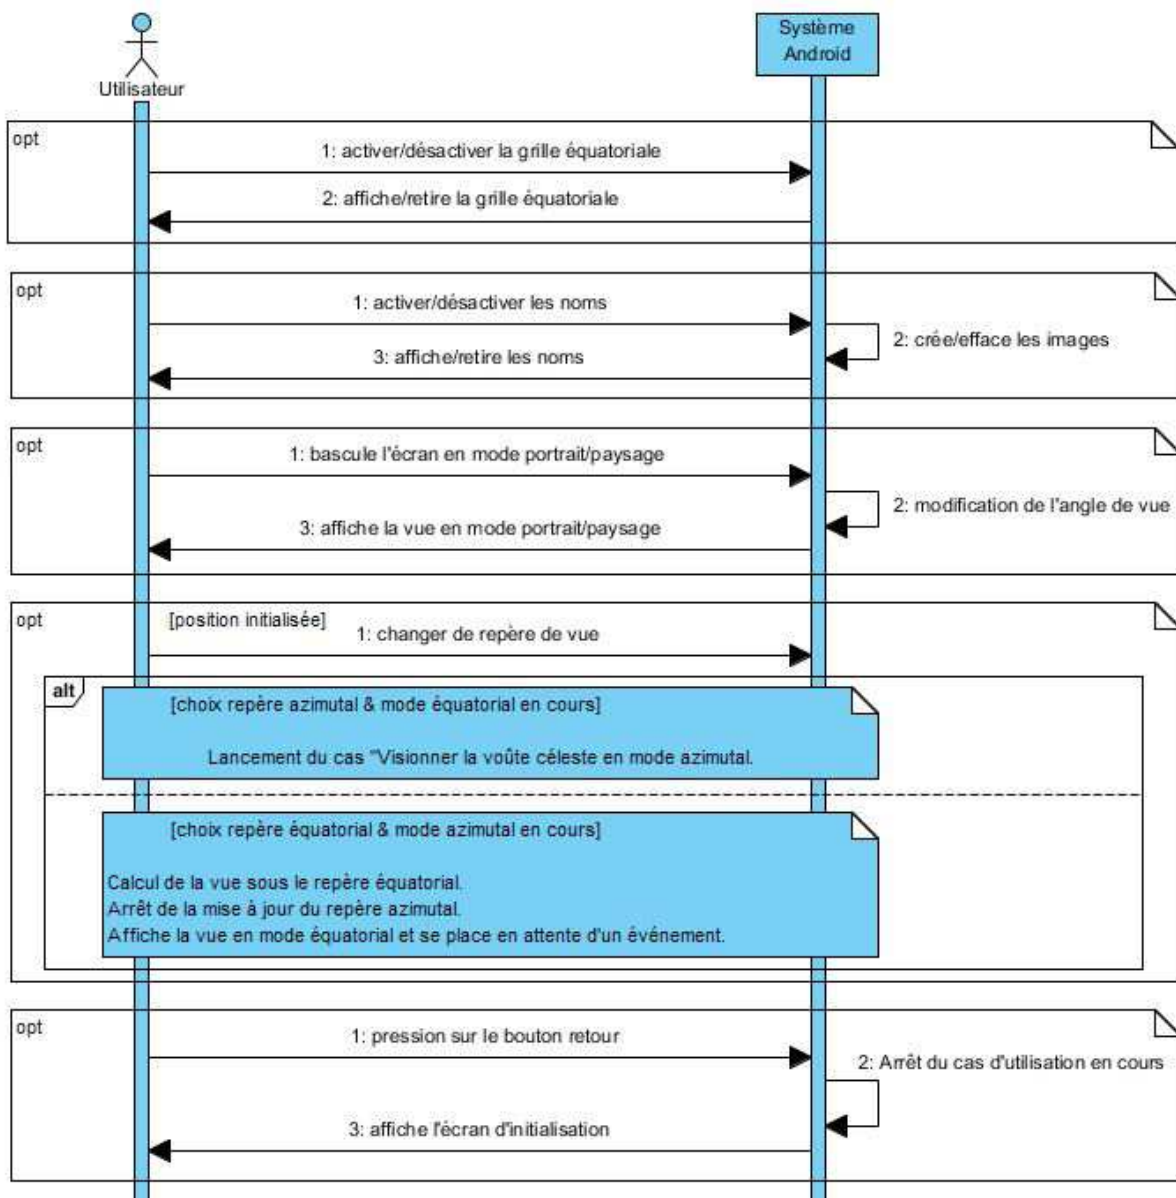 Système
Android
Utilisateur
opt
1: activer/désactiver la grille équatoriale
2: affiche/retire la grille équatoriale
opt
1: activer/désactiver les noms
2: crée/efface les images
3: affiche/retire les noms
opt
1: bascule l'écran en mode portrait/paysage
2: modification de l'angle de vue
3: affiche la vue en mode portrait/paysage
opt
[position initialisée]
1: changer de repère de vue
alt
[choix repère azimutal & mode équatorial en cours]
Lancement du cas "Visionner la voûte céleste en mode azimutal.
[choix repère équatorial & mode azimutal en cours]
Calcul de la vue sous le repère équatorial.
Arrêt de la mise à jour du repère azimutal.
Affiche la vue en mode équatorial et se place en attente d'un événement.
opt
1: pression sur le bouton retour
2: Arrêt du cas d'utilisation en cours
3: affiche l'écran d'initialisation